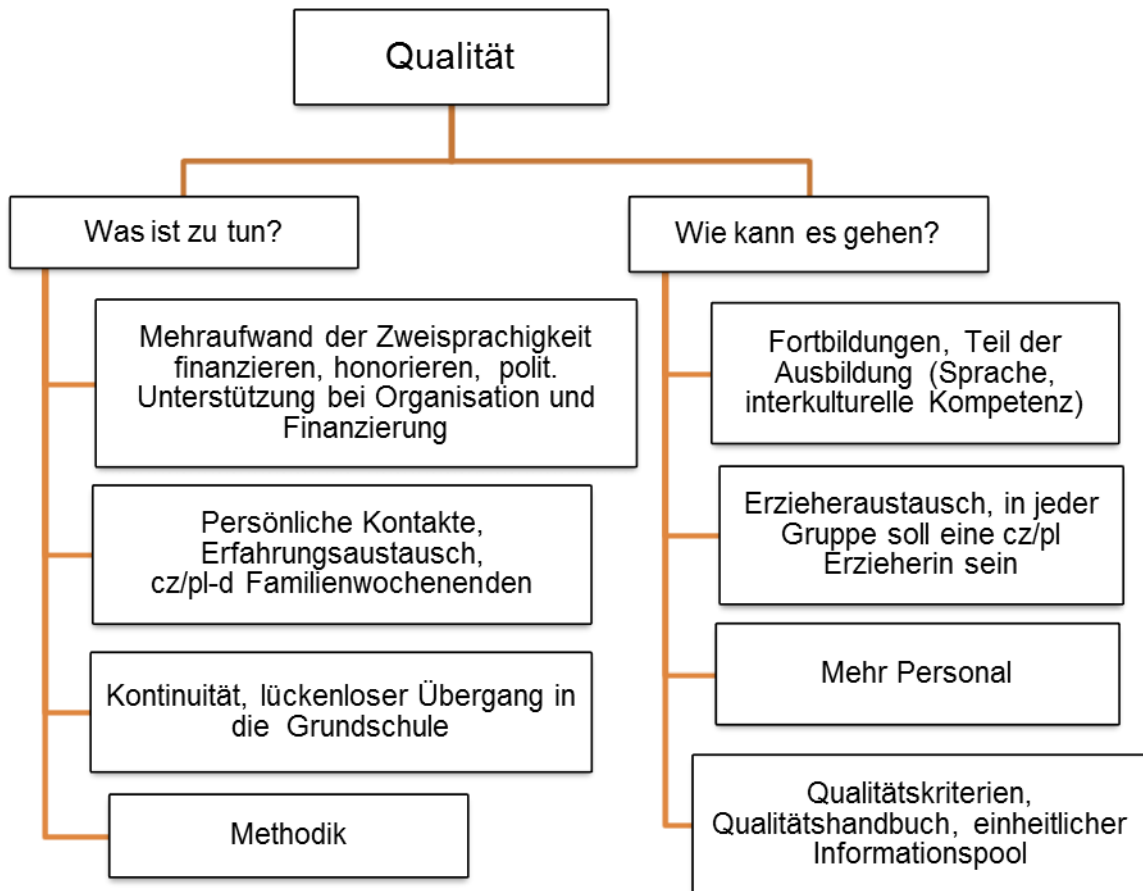 Qualität
Was ist zu tun?
Mehraufwand der Zweisprachigkeit
finanzieren, honorieren, polit.
Unterstützung bei Organisation und
Finanzierung
Persönliche Kontakte,
Erfahrungsaustausch,
cz/pl-d Familienwochenenden
Kontinuität, lückenloser Übergang in
die Grundschule
Methodik
Wie kann es gehen?
Fortbildungen, Teil der
Ausbildung (Sprache,
interkulturelle Kompetenz)
Erzieheraustausch, in jeder
Gruppe soll eine cz/pl
Erzieherin sein
Mehr Personal
Qualitätskriterien,
Qualitätshandbuch, einheitlicher
Informationspool